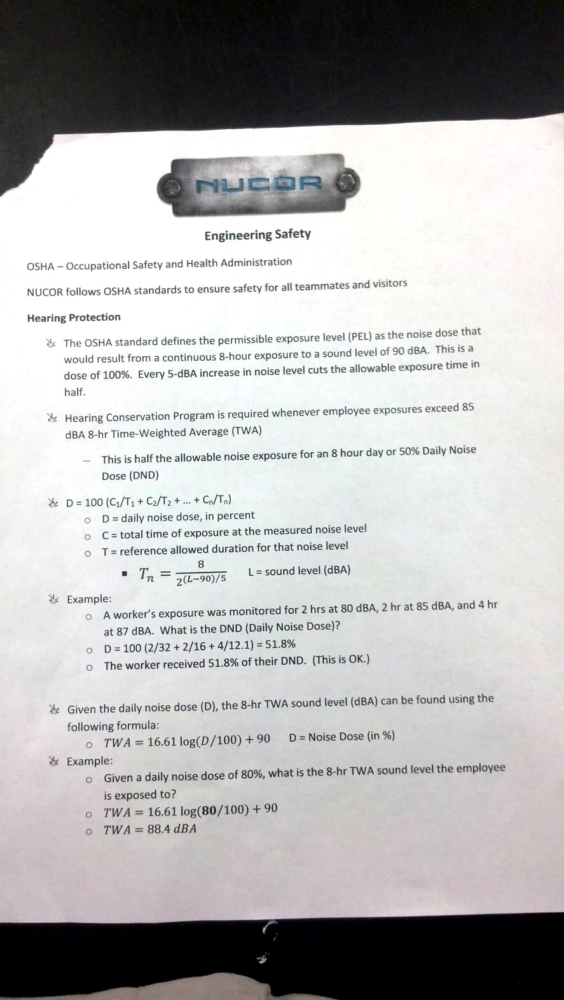 NUCOR
Engineering Safety
OSHA – Occupational Safety and Health Administration
NUCOR follows OSHA standards to ensure safety for all teammates and visitors
Hearing Protection
The OSHA standard defines the permissible exposure level (PEL) as the noise dose that
would result from a continuous 8-hour exposure to a sound level of 90 dBA. This is a
dose of 100%. Every 5-dBA increase in noise level cuts the allowable exposure time in
half.
Hearing Conservation Program is required whenever employee exposures exceed 85
dBA 8-hr Time-Weighted Average (TWA)
– This is half the allowable noise exposure for an 8 hour day or 50% Daily Noise
Dose (DND)
D = 100 (C₁/T₁ + C₂/T₂ + ... + Cₙ/Tₙ)
o D = daily noise dose, in percent
o C = total time of exposure at the measured noise level
o T = reference allowed duration for that noise level
▪ Tₙ = 8 / 2^(L−90)/5 L = sound level (dBA)
Example:
o A worker's exposure was monitored for 2 hrs at 80 dBA, 2 hr at 85 dBA, and 4 hr
at 87 dBA. What is the DND (Daily Noise Dose)?
o D = 100 (2/32 + 2/16 + 4/12.1) = 51.8%
o The worker received 51.8% of their DND. (This is OK.)
Given the daily noise dose (D), the 8-hr TWA sound level (dBA) can be found using the
following formula:
o TWA = 16.61 log(D/100) + 90 D = Noise Dose (in %)
Example:
o Given a daily noise dose of 80%, what is the 8-hr TWA sound level the employee
is exposed to?
o TWA = 16.61 log(80/100) + 90
o TWA = 88.4 dBA